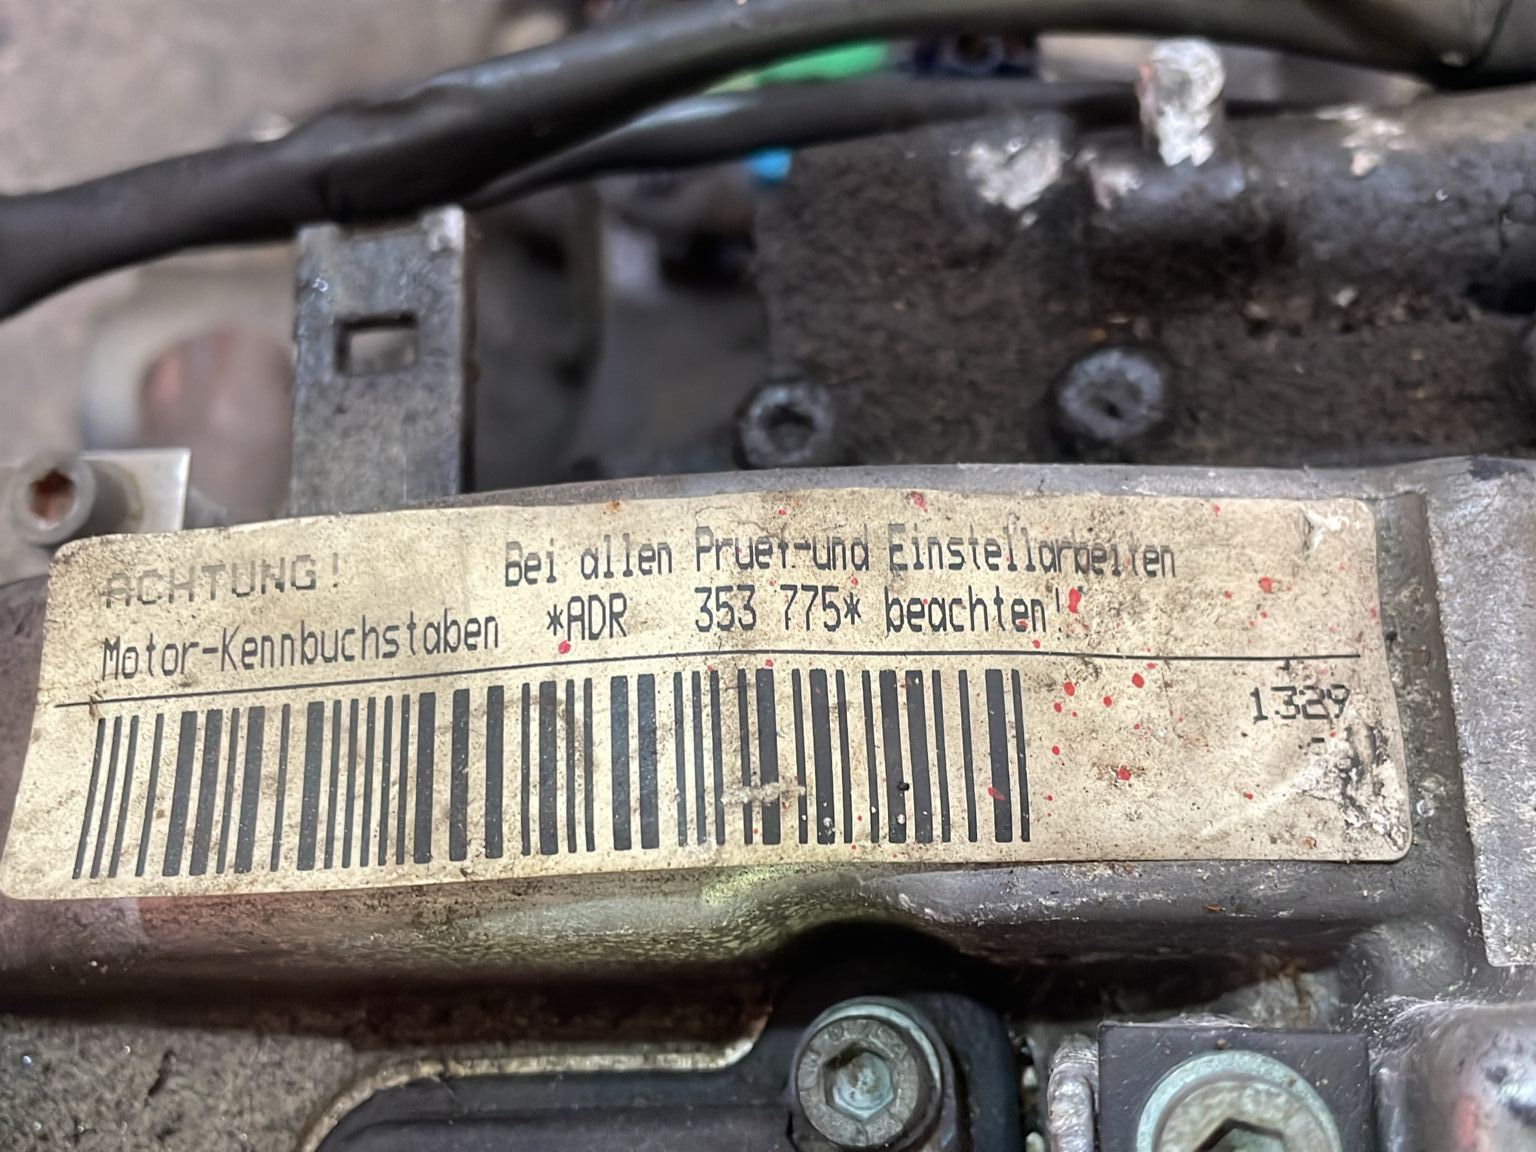 ACHTUNG! Bei allen Pruef-und Einstellarbeiten
Motor-Kennbuchstaben *ADR 353 775* beachten!
1329